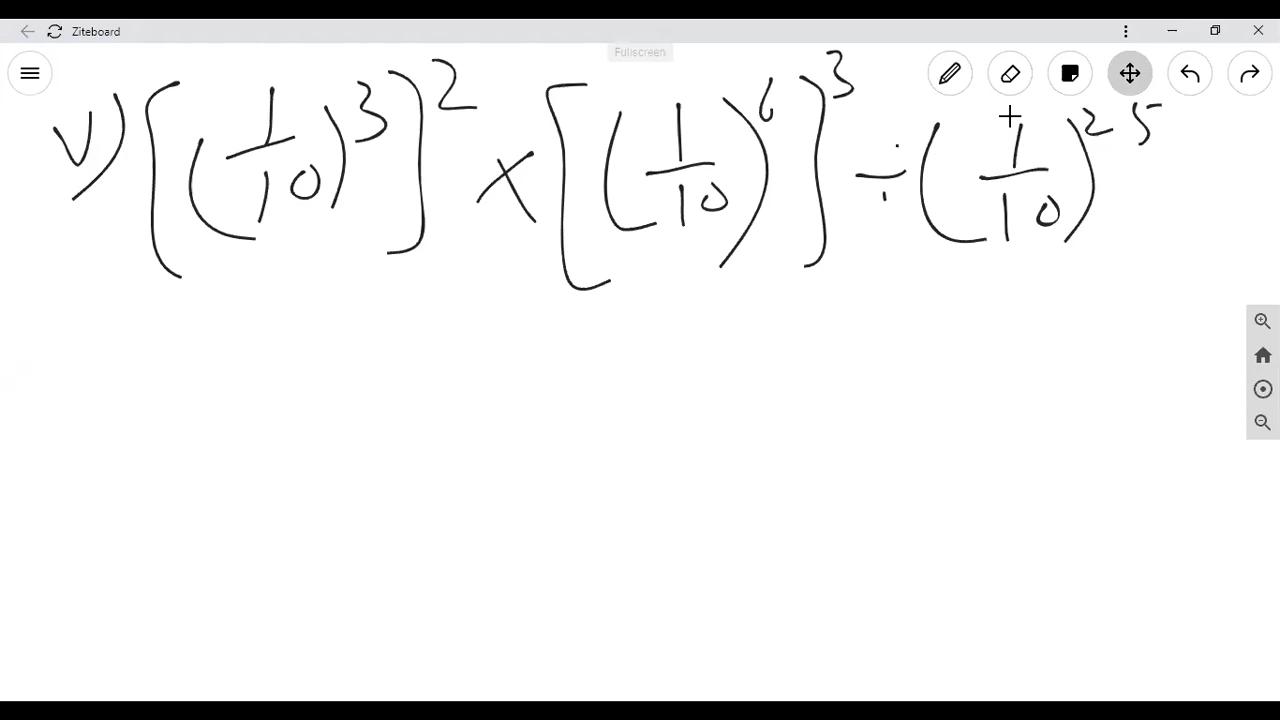 Ziteboard
Fullscreen
v) [(1/10)^3]^2 × [(1/10)^6]^3 ÷ (1/10)^25